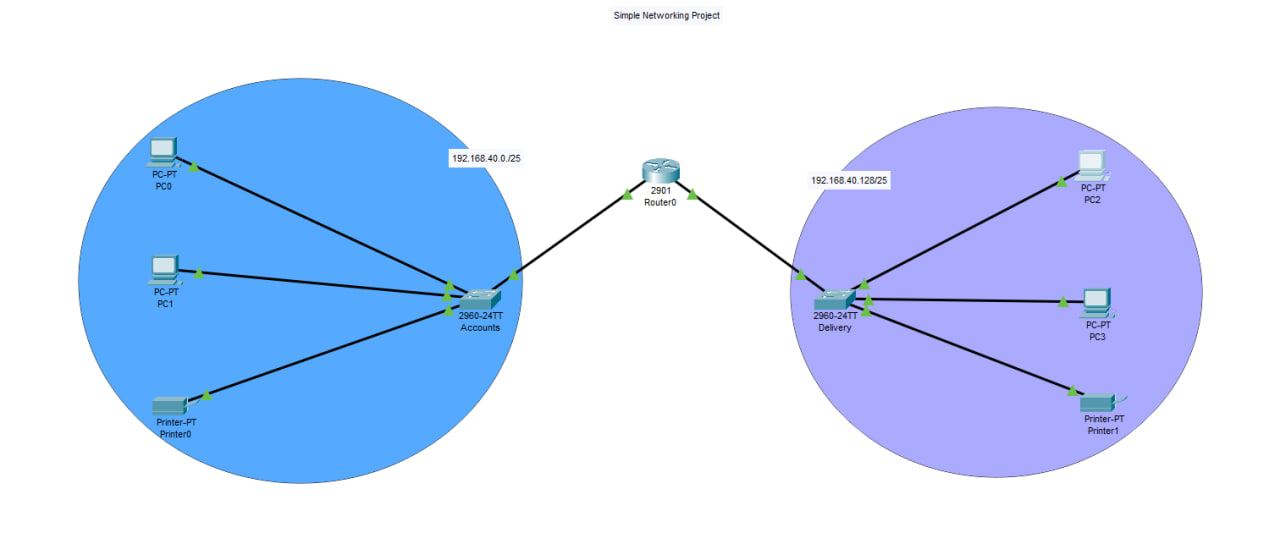 Simple Networking Project
PC-PT
PC0
192.168.40.0./25
2901
Router0
192.168.40.128/25
PC-PT
PC2
PC-PT
PC1
2960-24TT
Accounts
2960-24TT
Delivery
PC-PT
PC3
Printer-PT
Printer0
Printer-PT
Printer1